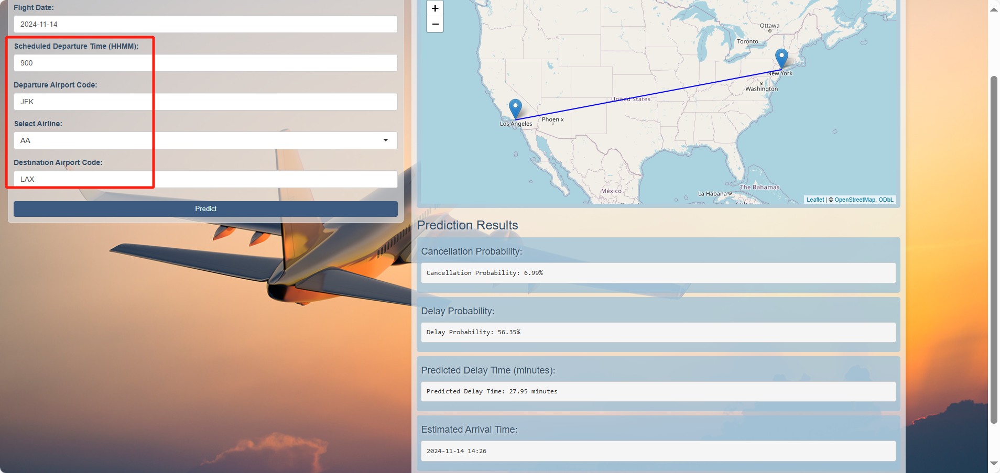 Flight Date:
2024-11-14
Scheduled Departure Time (HHMM):
900
Departure Airport Code:
JFK
Select Airline:
AA
Destination Airport Code:
LAX
Predict
+
−
Ottawa
Toronto
New York
Washington
United States
Los Angeles
Phoenix
México
La Habana
The Bahamas
Leaflet | © OpenStreetMap, ODbL
Prediction Results
Cancellation Probability:
Cancellation Probability: 6.99%
Delay Probability:
Delay Probability: 56.35%
Predicted Delay Time (minutes):
Predicted Delay Time: 27.95 minutes
Estimated Arrival Time:
2024-11-14 14:26